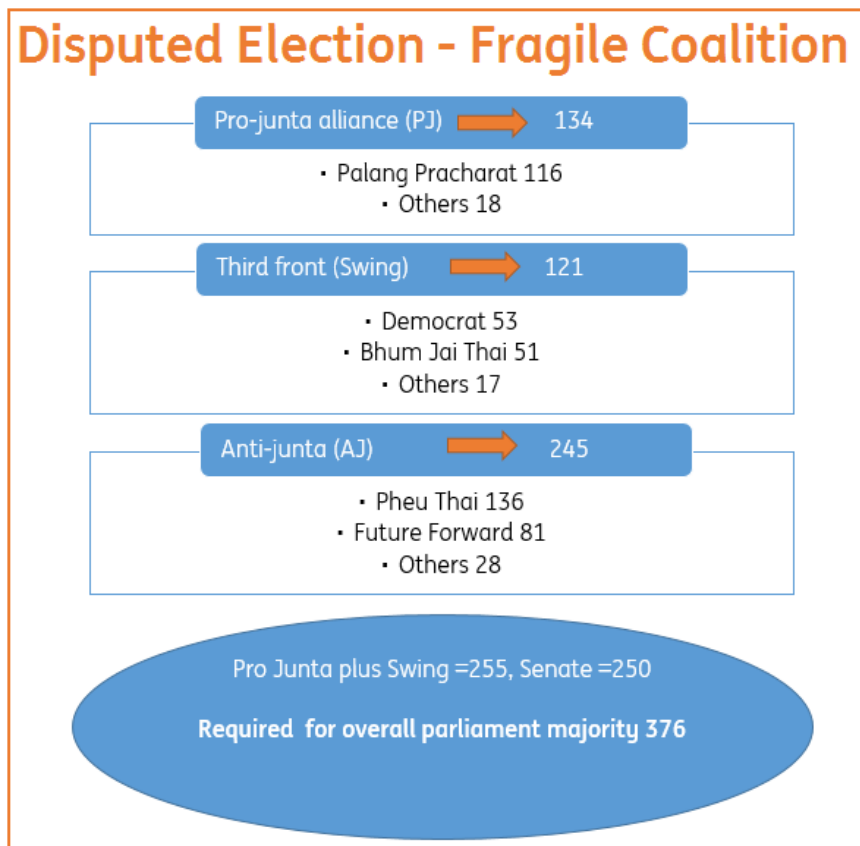 Disputed Election - Fragile Coalition
Pro-junta alliance (PJ) 134
· Palang Pracharat 116
· Others 18
Third front (Swing) 121
· Democrat 53
· Bhum Jai Thai 51
· Others 17
Anti-junta (AJ) 245
· Pheu Thai 136
· Future Forward 81
· Others 28
Pro Junta plus Swing =255, Senate =250
Required for overall parliament majority 376